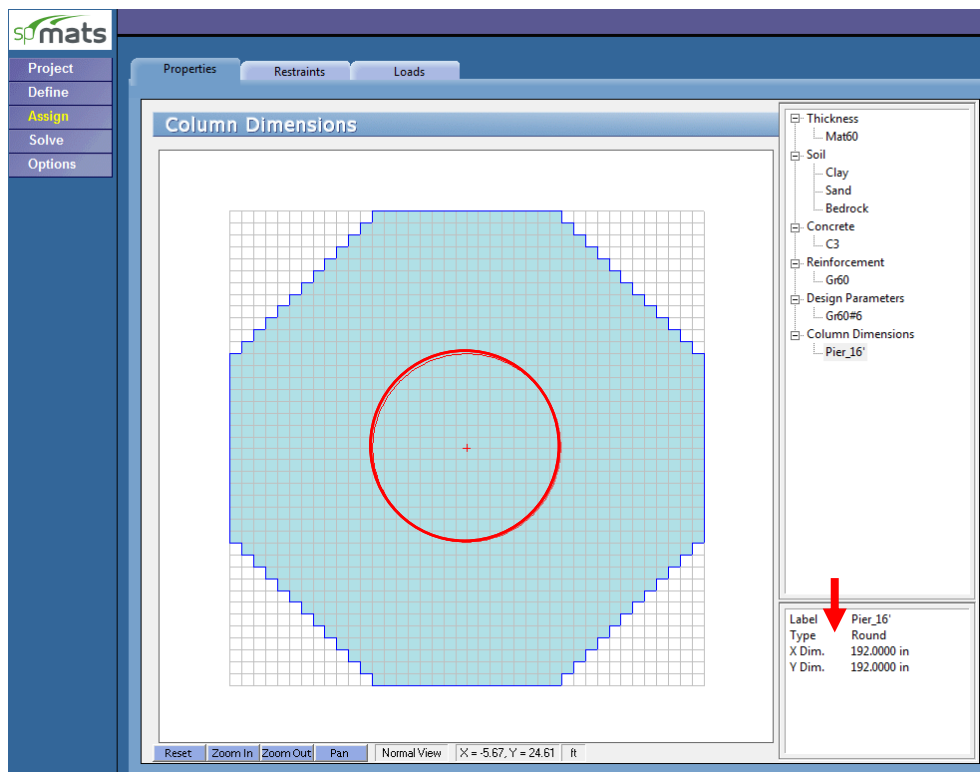 spmats
Project
Define
Assign
Solve
Options
Properties
Restraints
Loads
Column Dimensions
Thickness
Mat60
Soil
Clay
Sand
Bedrock
Concrete
C3
Reinforcement
Gr60
Design Parameters
Gr60#6
Column Dimensions
Pier_16'
Label Pier_16'
Type Round
X Dim. 192.0000 in
Y Dim. 192.0000 in
Reset Zoom In Zoom Out Pan Normal View X = -5.67, Y = 24.61 ft